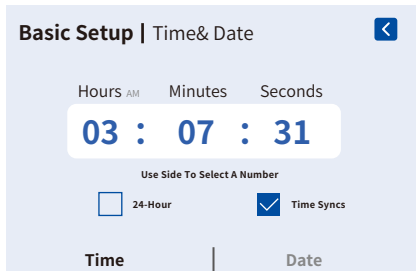 Basic Setup | Time& Date
Hours AM Minutes Seconds
03 : 07 : 31
Use Side To Select A Number
24-Hour Time Syncs
Time | Date